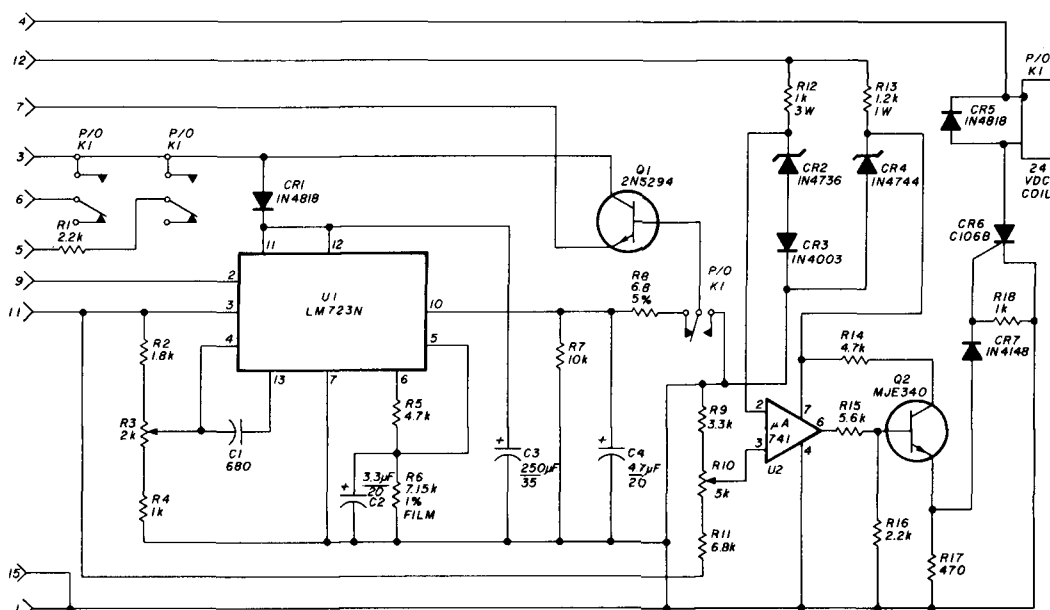 4
12
7
3
6
5
9
11
15
1
P/O
K1
P/O
K1
R1
2.2k
CR1
1N4818
Q1
2N5294
11
12
U1
LM723N
2
3
4
13
7
6
5
10
R2
1.8k
R3
2k
R4
1k
C1
680
R5
4.7k
3.3µF
20
C2
R6
7.15k
1%
FILM
C3
250µF
35
R7
10k
C4
4.7µF
20
R8
6.8
5%
P/O
K1
R9
3.3k
R10
5k
R11
6.8k
R12
1k
3W
R13
1.2k
1W
CR2
1N4736
CR3
1N4003
CR4
1N4744
2
3
µA
741
7
6
4
U2
R14
4.7k
R15
5.6k
Q2
MJE340
R16
2.2k
R17
470
CR5
1N4818
P/O
K1
24
VDC
COIL
CR6
C106B
R18
1k
CR7
1N4148